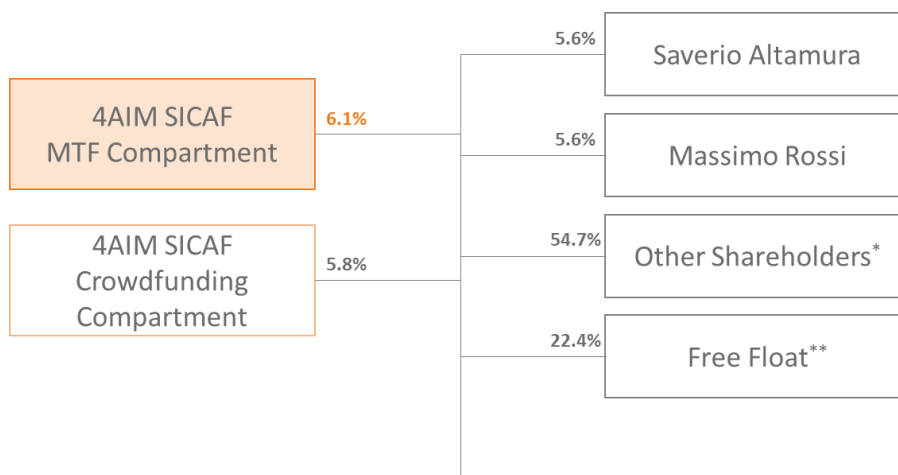 4AIM SICAF
MTF Compartment
6.1%
4AIM SICAF
Crowdfunding
Compartment
5.8%
5.6%
Saverio Altamura
5.6%
Massimo Rossi
54.7%
Other Shareholders*
22.4%
Free Float**